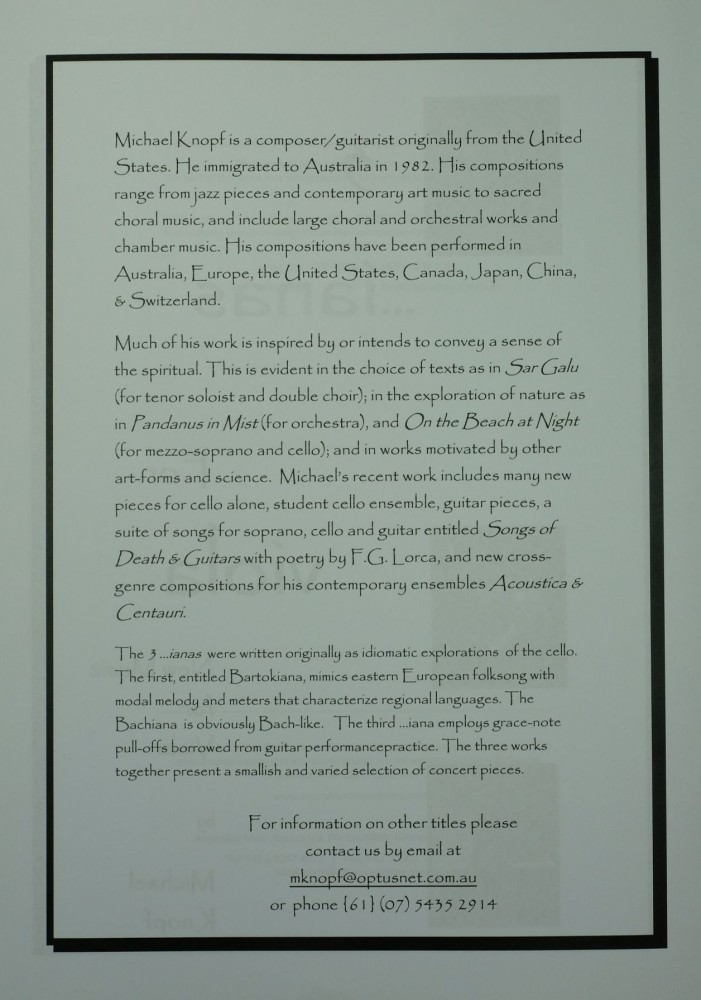 Michael Knopf is a composer/guitarist originally from the United
States. He immigrated to Australia in 1982. His compositions
range from jazz pieces and contemporary art music to sacred
choral music, and include large choral and orchestral works and
chamber music. His compositions have been performed in
Australia, Europe, the United States, Canada, Japan, China,
& Switzerland.
Much of his work is inspired by or intends to convey a sense of
the spiritual. This is evident in the choice of texts as in Sar Galu
(for tenor soloist and double choir); in the exploration of nature as
in Pandanus in Mist (for orchestra), and On the Beach at Night
(for mezzo-soprano and cello); and in works motivated by other
art-forms and science. Michael's recent work includes many new
pieces for cello alone, student cello ensemble, guitar pieces, a
suite of songs for soprano, cello and guitar entitled Songs of
Death & Guitars with poetry by F.G. Lorca, and new cross-
genre compositions for his contemporary ensembles Acoustica &
Centauri.
The 3 ...ianas were written originally as idiomatic explorations of the cello.
The first, entitled Bartokiana, mimics eastern European folksong with
modal melody and meters that characterize regional languages. The
Bachiana is obviously Bach-like. The third ...iana employs grace-note
pull-offs borrowed from guitar performancepractice. The three works
together present a smallish and varied selection of concert pieces.
For information on other titles please
contact us by email at
mknopf@optusnet.com.au
or phone {61} (07) 5435 2914
...ianas
by
Michael
Knopf